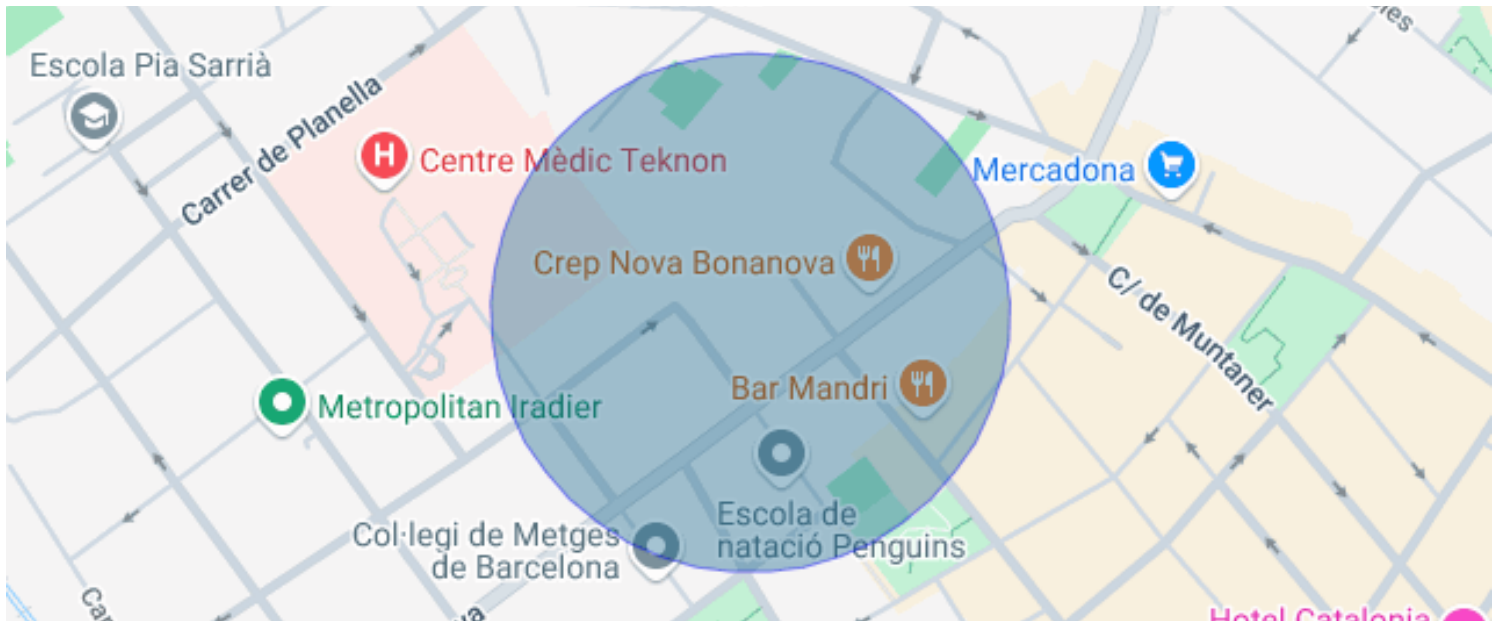 Escola Pia Sarrià
Carrer de Planella
H
Centre Mèdic Teknon
Mercadona
Crep Nova Bonanova
C/ de Muntaner
Bar Mandri
Metropolitan Iradier
Escola de
natació Penguins
Col·legi de Metges
de Barcelona
Hotel Catalonia